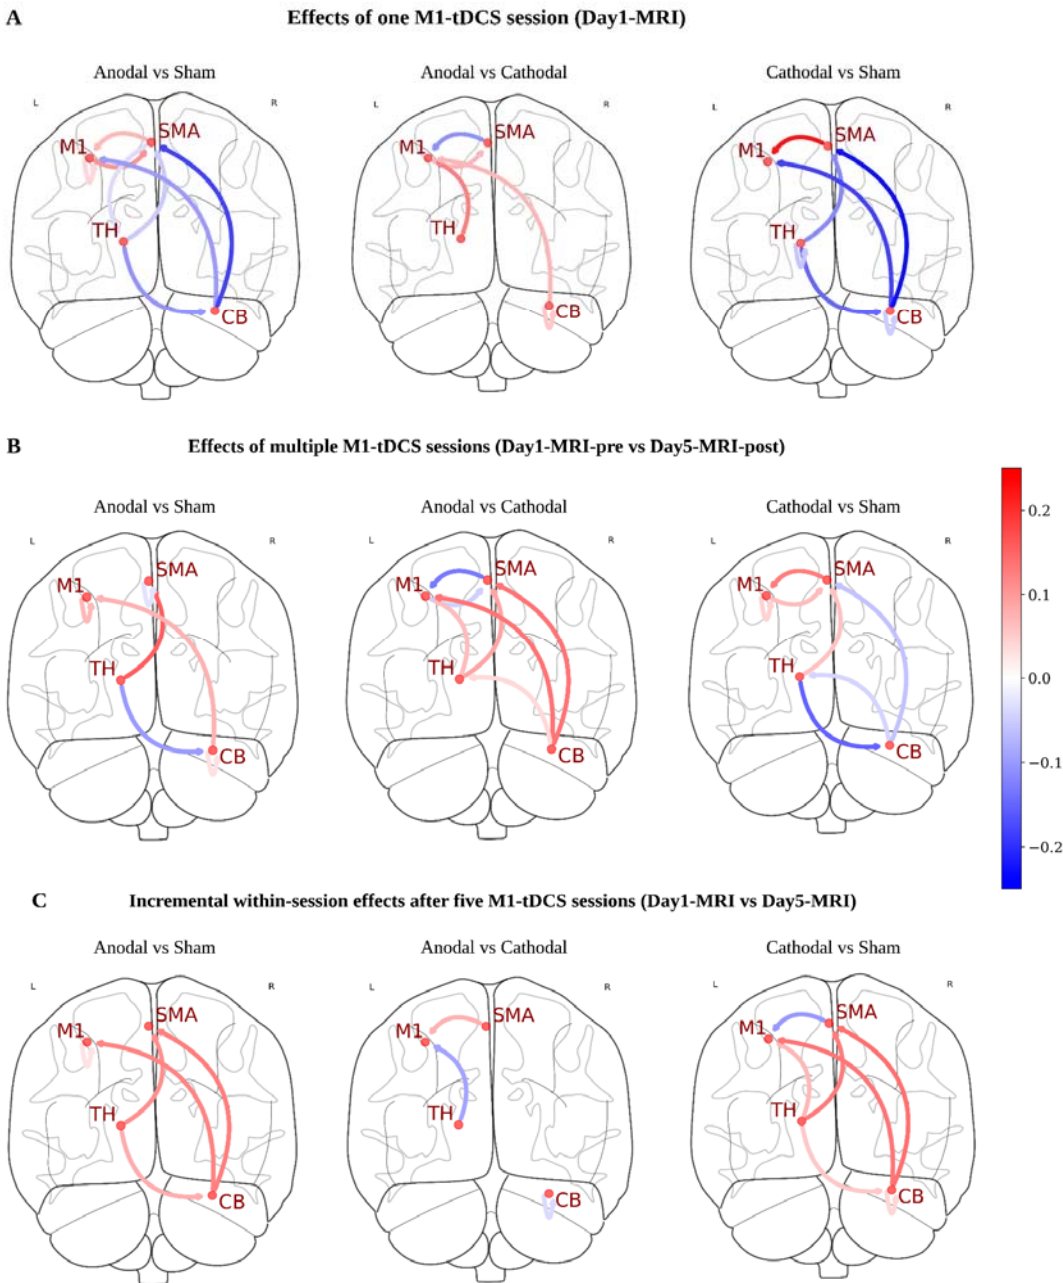 A
Effects of one M1-tDCS session (Day1-MRI)
Anodal vs Sham
Anodal vs Cathodal
Cathodal vs Sham
L
R
L
R
L
R
M1
SMA
TH
CB
M1
SMA
TH
CB
M1
SMA
TH
CB
B
Effects of multiple M1-tDCS sessions (Day1-MRI-pre vs Day5-MRI-post)
Anodal vs Sham
Anodal vs Cathodal
Cathodal vs Sham
L
R
L
R
L
R
M1
SMA
TH
CB
M1
SMA
TH
CB
M1
SMA
TH
CB
0.2
0.1
0.0
−0.1
−0.2
C
Incremental within-session effects after five M1-tDCS sessions (Day1-MRI vs Day5-MRI)
Anodal vs Sham
Anodal vs Cathodal
Cathodal vs Sham
L
R
L
R
L
R
M1
SMA
TH
CB
M1
SMA
TH
CB
M1
SMA
TH
CB